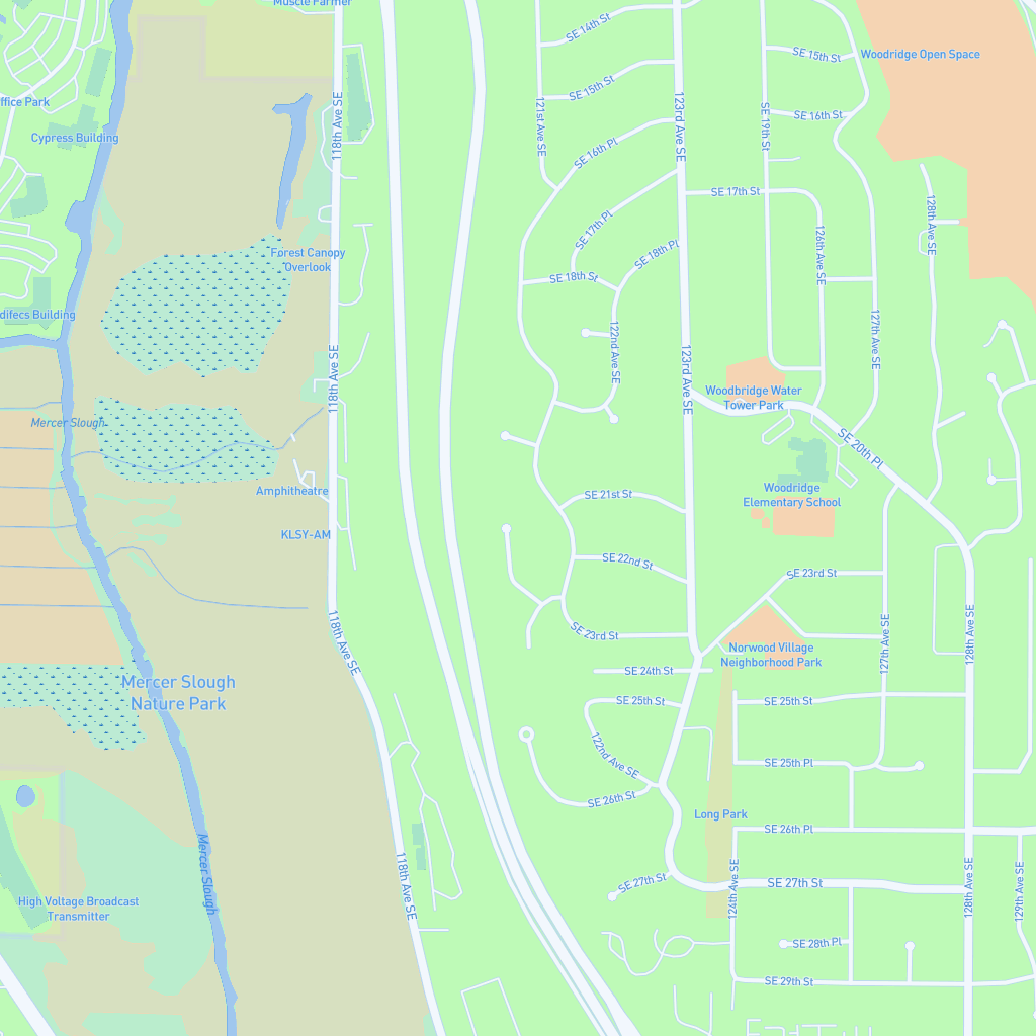 Muscle Farmer
SE 14th St
SE 15th St
Woodridge Open Space
ffice Park
SE 15th St
Cypress Building
118th Ave SE
121st Ave SE
123rd Ave SE
SE 19th St
SE 16th St
SE 16th Pl
SE 17th St
SE 17th Pl
128th Ave SE
126th Ave SE
Forest Canopy
Overlook
SE 18th Pl
SE 18th St
difecs Building
127th Ave SE
118th Ave SE
122nd Ave SE
123rd Ave SE
Woodbridge Water
Tower Park
Mercer Slough
SE 20th Pl
Amphitheatre
SE 21st St
Woodridge
Elementary School
KLSY-AM
SE 22nd St
SE 23rd St
118th Ave SE
SE 23rd St
127th Ave SE
128th Ave SE
Norwood Village
Neighborhood Park
SE 24th St
Mercer Slough
Nature Park
SE 25th St
SE 25th St
122nd Ave SE
SE 25th Pl
SE 26th St
Long Park
SE 26th Pl
Mercer Slough
118th Ave SE
SE 27th St
SE 27th St
124th Ave SE
128th Ave SE
129th Ave SE
High Voltage Broadcast
Transmitter
SE 28th Pl
SE 29th St